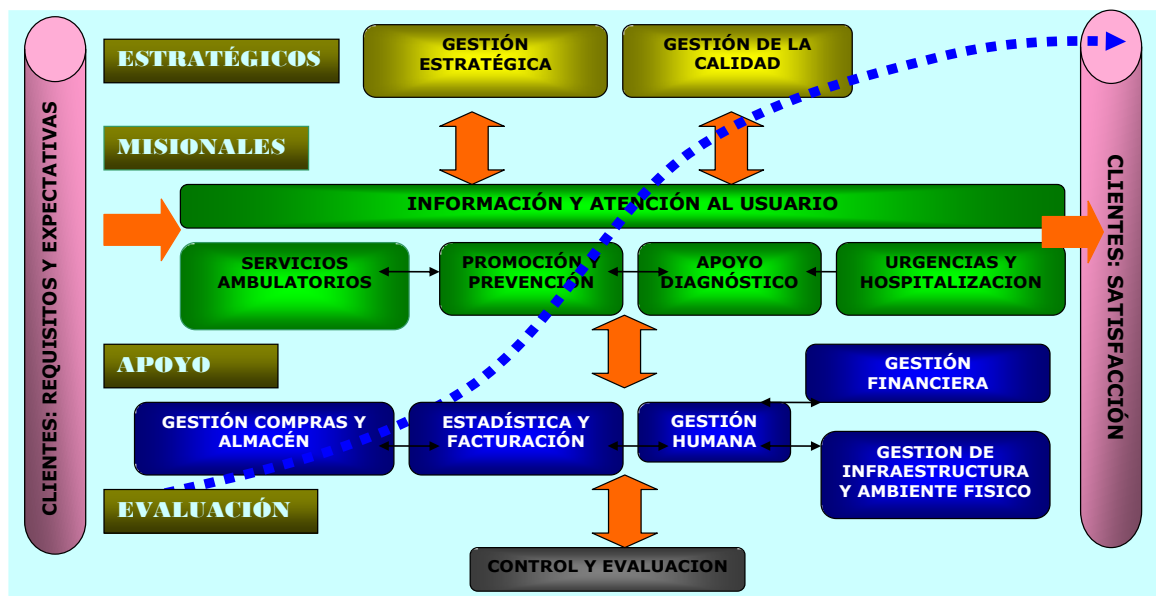 CLIENTES: REQUISITOS Y EXPECTATIVAS
ESTRATÉGICOS
GESTIÓN
ESTRATÉGICA
GESTIÓN DE LA
CALIDAD
MISIONALES
INFORMACIÓN Y ATENCIÓN AL USUARIO
SERVICIOS
AMBULATORIOS
PROMOCIÓN Y
PREVENCIÓN
APOYO
DIAGNÓSTICO
URGENCIAS Y
HOSPITALIZACION
APOYO
GESTIÓN
FINANCIERA
GESTIÓN COMPRAS Y
ALMACÉN
ESTADÍSTICA Y
FACTURACIÓN
GESTIÓN
HUMANA
GESTION DE
INFRAESTRUCTURA
Y AMBIENTE FISICO
EVALUACIÓN
CONTROL Y EVALUACION
CLIENTES: SATISFACCIÓN